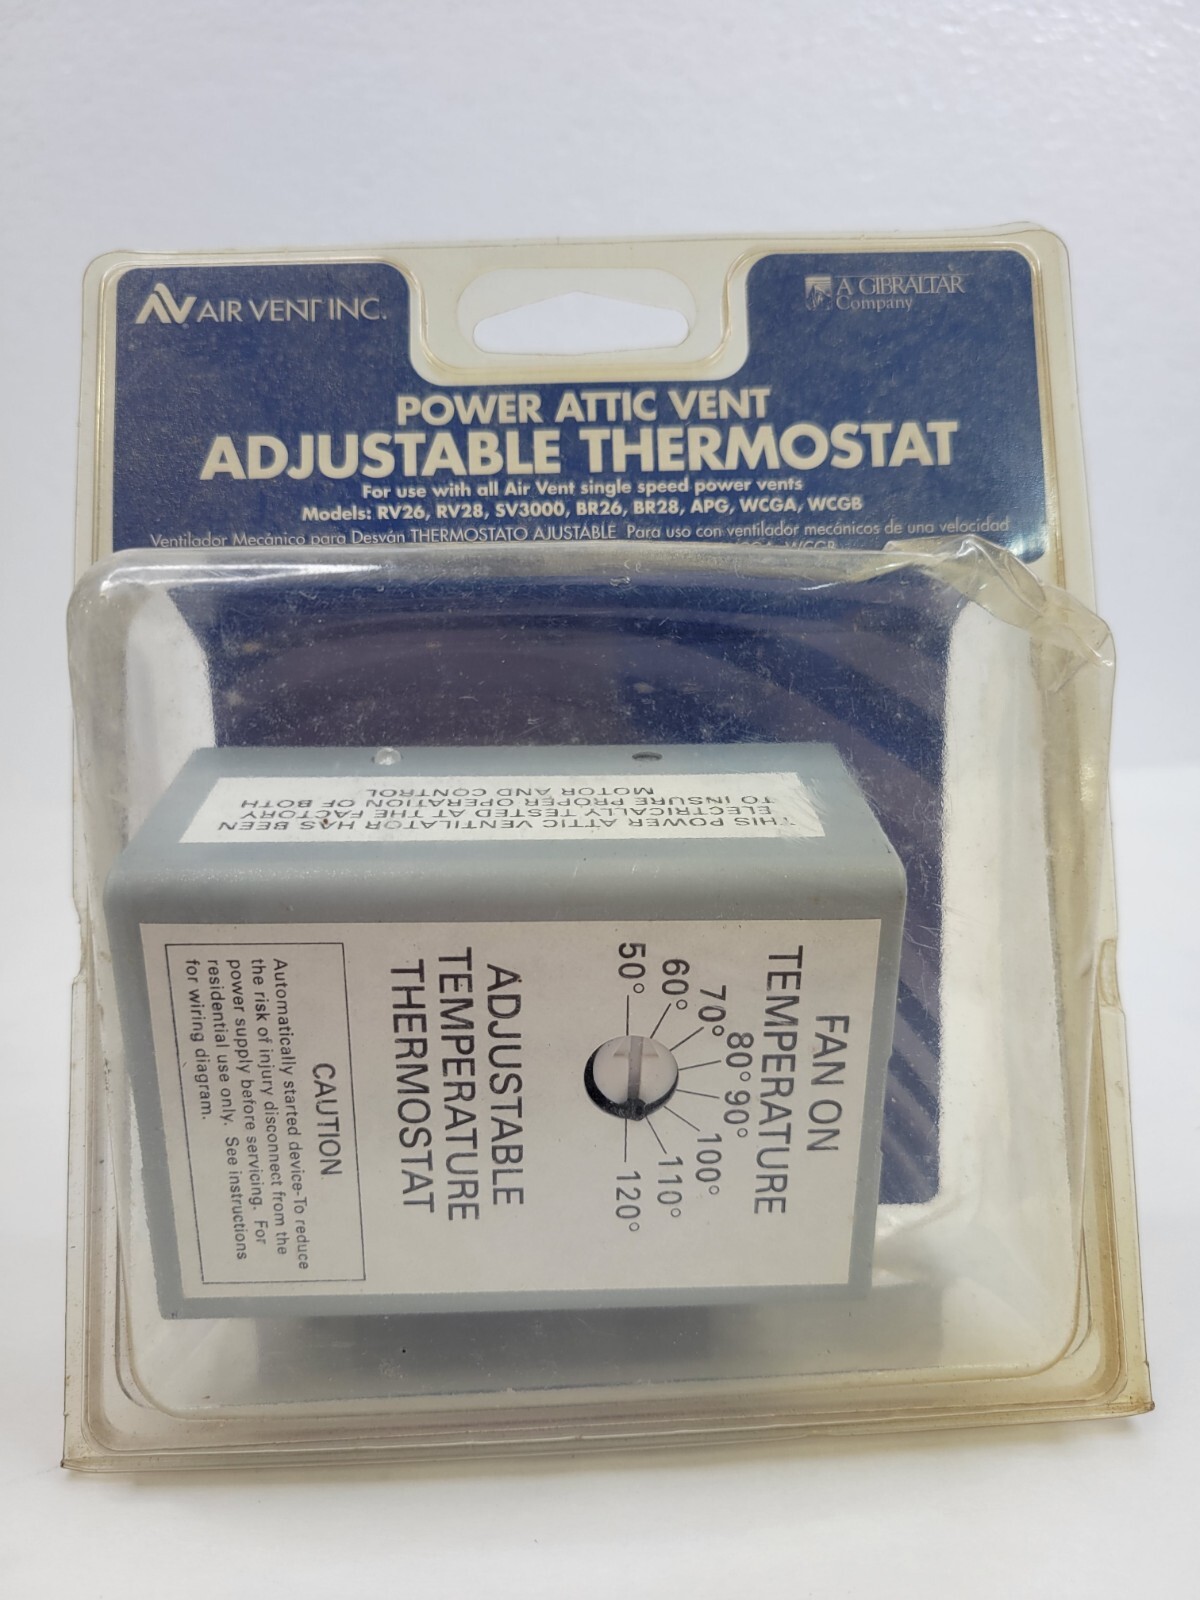 AV AIR VENT INC.
A GIBRALTAR
Company
POWER ATTIC VENT
ADJUSTABLE THERMOSTAT
For use with all Air Vent single speed power vents
Models: RV26, RV28, SV3000, BR26, BR28, APG, WCGA, WCGB
Ventilador Mecánico para Desván THERMOSTATO AJUSTABLE Para uso con ventilador mecánicos de una velocidad
WCGB
THIS POWER ATTIC VENTILATOR HAS BEEN
ELECTRICALLY TESTED AT THE FACTORY
TO INSURE PROPER OPERATION OF BOTH
MOTOR AND CONTROL
FAN ON
TEMPERATURE
50°
60°
70°
80°
90°
100°
110°
120°
ADJUSTABLE
TEMPERATURE
THERMOSTAT
CAUTION
Automatically started device-To reduce
the risk of injury disconnect from the
power supply before servicing. For
residential use only. See instructions
for wiring diagram.